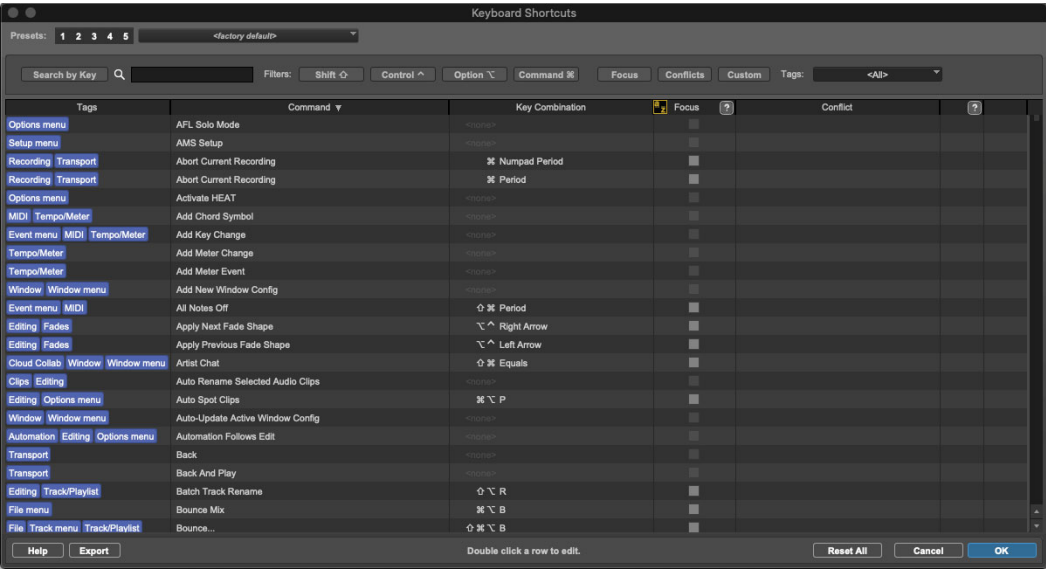 Keyboard Shortcuts
Presets: 1 2 3 4 5 <factory default>
Search by Key Filters: Shift ⇧ Control ^ Option ⌥ Command ⌘ Focus Conflicts Custom Tags: <All>
Tags Command ▼ Key Combination a z Focus ? Conflict ?
Options menu AFL Solo Mode <none>
Setup menu AMS Setup <none>
Recording Transport Abort Current Recording ⌘ Numpad Period
Recording Transport Abort Current Recording ⌘ Period
Options menu Activate HEAT <none>
MIDI Tempo/Meter Add Chord Symbol <none>
Event menu MIDI Tempo/Meter Add Key Change <none>
Tempo/Meter Add Meter Change <none>
Tempo/Meter Add Meter Event <none>
Window Window menu Add New Window Config <none>
Event menu MIDI All Notes Off ⇧ ⌘ Period
Editing Fades Apply Next Fade Shape ⌥ ^ Right Arrow
Editing Fades Apply Previous Fade Shape ⌥ ^ Left Arrow
Cloud Collab Window Window menu Artist Chat ⇧ ⌘ Equals
Clips Editing Auto Rename Selected Audio Clips <none>
Editing Options menu Auto Spot Clips ⌘ ⌥ P
Window Window menu Auto-Update Active Window Config <none>
Automation Editing Options menu Automation Follows Edit <none>
Transport Back <none>
Transport Back And Play <none>
Editing Track/Playlist Batch Track Rename ⇧ ⌥ R
File menu Bounce Mix ⌘ ⌥ B
File Track menu Track/Playlist Bounce... ⇧ ⌘ ⌥ B
Help Export Double click a row to edit. Reset All Cancel OK